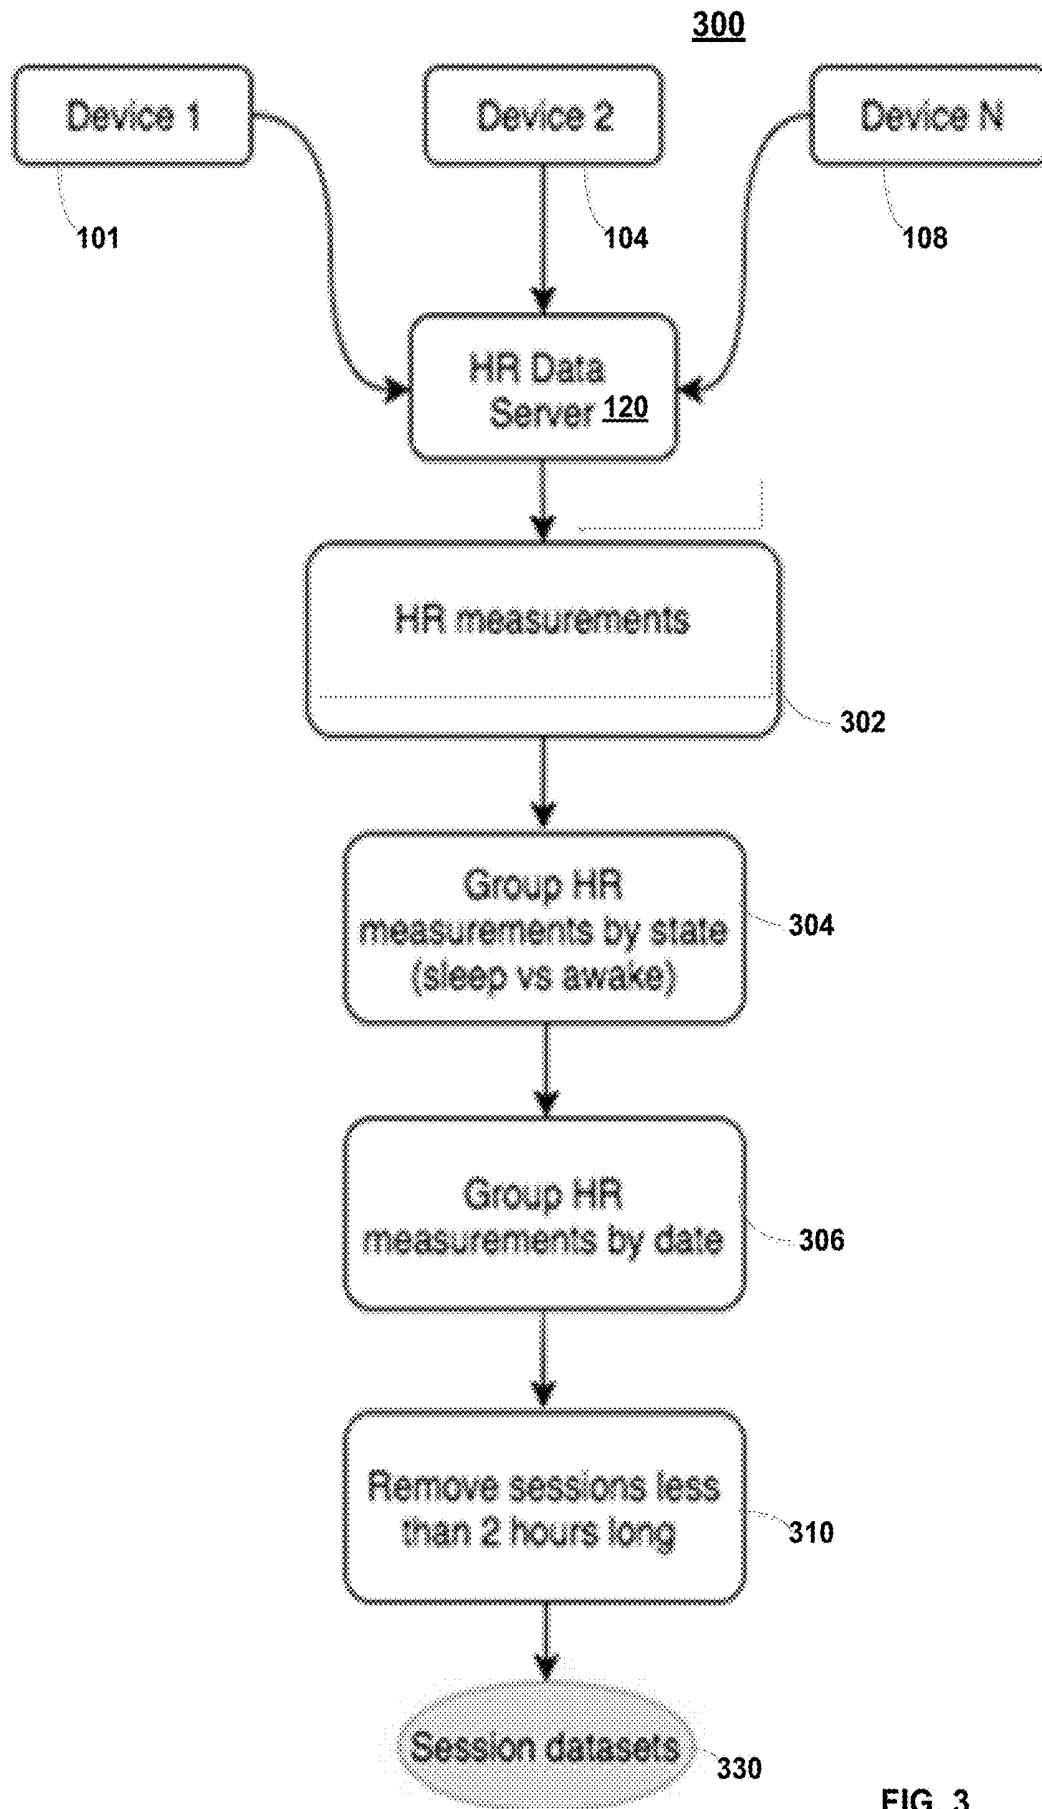 300
Device 1
Device 2
Device N
101
104
108
HR Data
Server 120
HR measurements
302
Group HR
measurements by state
(sleep vs awake)
304
Group HR
measurements by date
306
Remove sessions less
than 2 hours long
310
Session datasets
330
FIG. 3